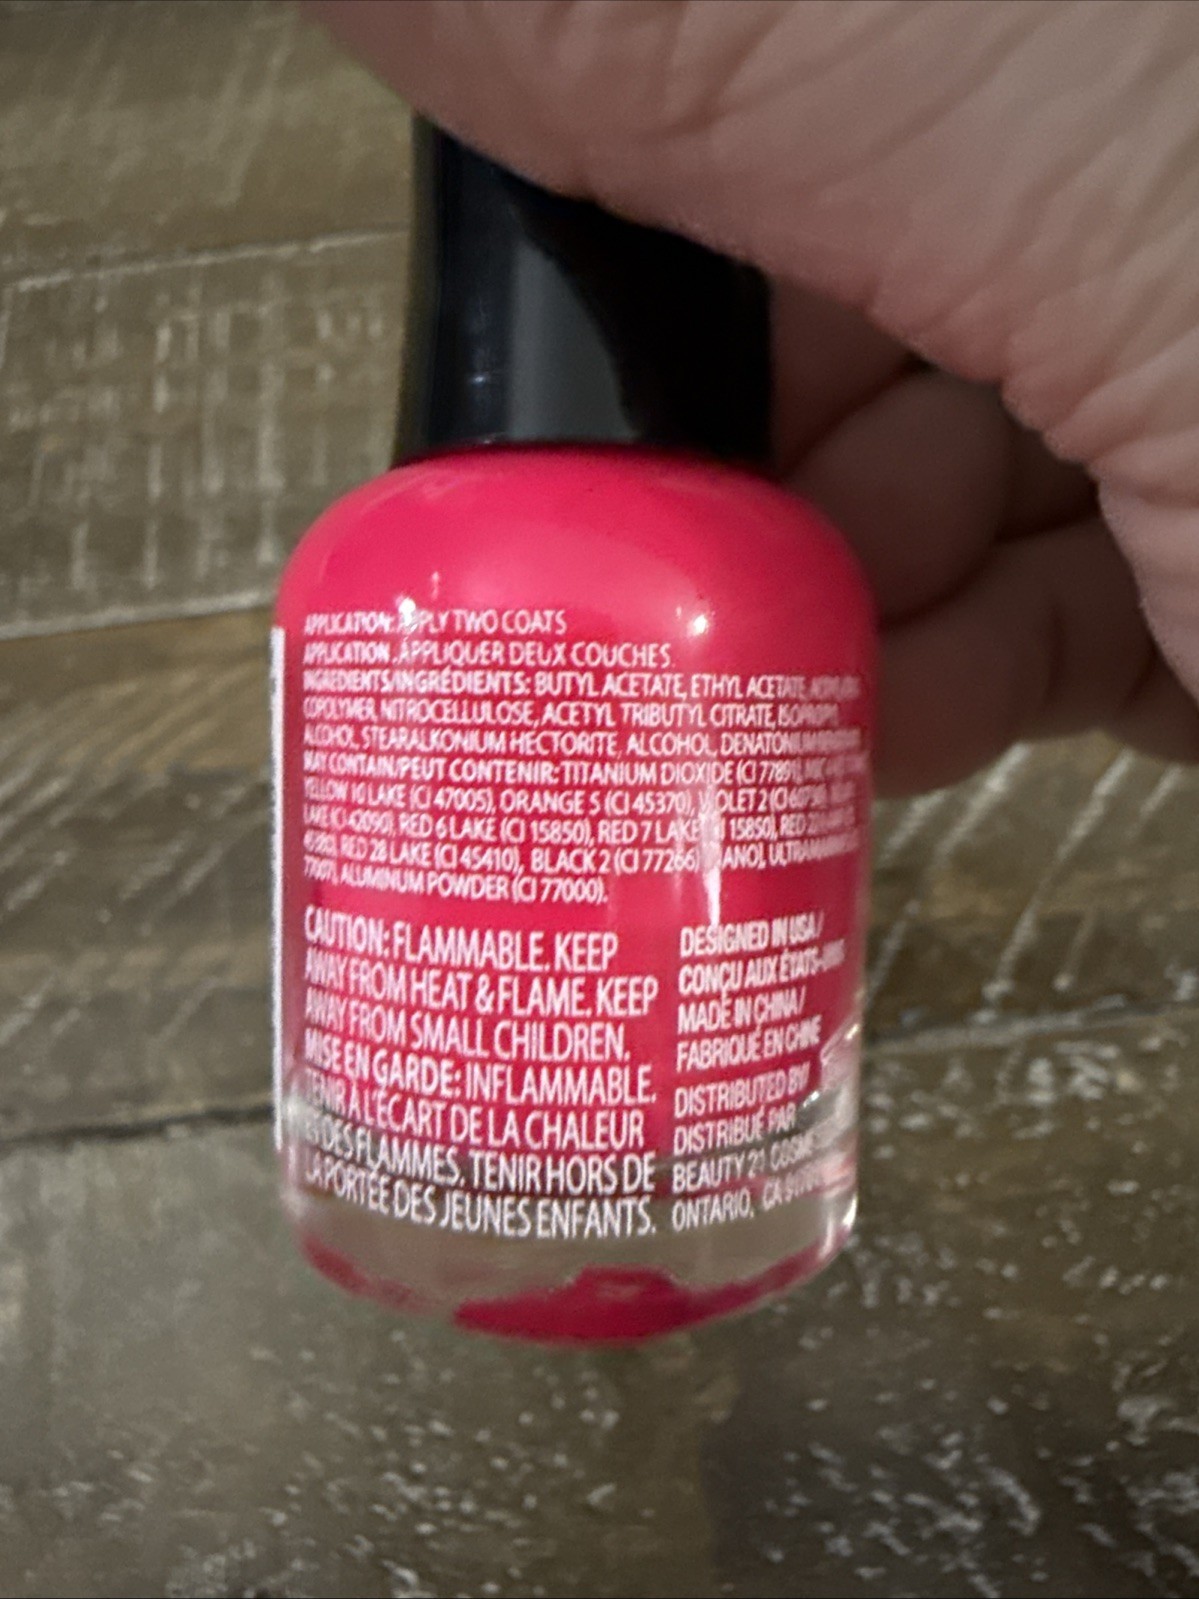 APPLICATION: APPLY TWO COATS
APPLICATION: APPLIQUER DEUX COUCHES.
INGREDIENTS/INGRÉDIENTS: BUTYL ACETATE, ETHYL ACETATE,
COPOLYMER, NITROCELLULOSE, ACETYL TRIBUTYL CITRATE, ISOPROPYL
ALCOHOL, STEARALKONIUM HECTORITE, ALCOHOL, DENATONIUM
MAY CONTAIN/PEUT CONTENIR: TITANIUM DIOXIDE (CI 77891),
YELLOW 10 LAKE (CI 47005), ORANGE 5 (CI 45370), VIOLET 2 (CI 60730),
LAKE (CI 42090), RED 6 LAKE (CI 15850), RED 7 LAKE (CI 15850), RED
RED 28 LAKE (CI 45410), BLACK 2 (CI 77266) [NANO],
77007), ALUMINUM POWDER (CI 77000).
CAUTION: FLAMMABLE. KEEP
AWAY FROM HEAT & FLAME. KEEP
AWAY FROM SMALL CHILDREN.
MISE EN GARDE: INFLAMMABLE.
TENIR À L'ÉCART DE LA CHALEUR
DES FLAMMES. TENIR HORS DE
LA PORTÉE DES JEUNES ENFANTS.
DESIGNED IN USA/
CONÇU AUX ÉTATS-UNIS
MADE IN CHINA/
FABRIQUÉ EN CHINE
DISTRIBUTED BY/
DISTRIBUÉ PAR
BEAUTY 21
ONTARIO, CA